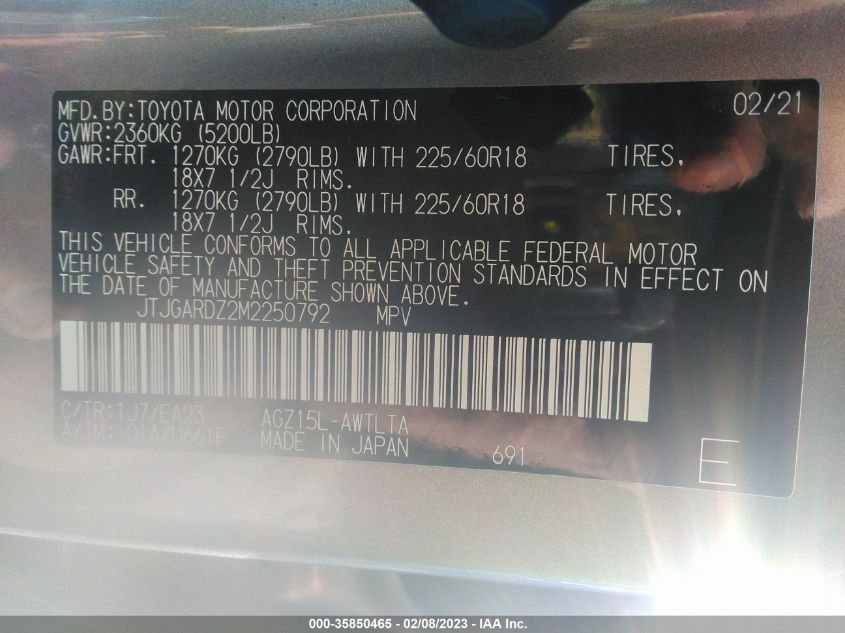 MFD.BY:TOYOTA MOTOR CORPORATION 02/21
GVWR:2360KG (5200LB)
GAWR:FRT. 1270KG (2790LB) WITH 225/60R18 TIRES,
18X7 1/2J RIMS.
RR. 1270KG (2790LB) WITH 225/60R18 TIRES,
18X7 1/2J RIMS.
THIS VEHICLE CONFORMS TO ALL APPLICABLE FEDERAL MOTOR
VEHICLE SAFETY AND THEFT PREVENTION STANDARDS IN EFFECT ON
THE DATE OF MANUFACTURE SHOWN ABOVE.
JTJGARDZ2M2250792 MPV
C/TR:1J7/EA23 AGZ15L-AWTLTA
A/TM:-01A/U661F MADE IN JAPAN 691 E
000-35850465 - 02/08/2023 - IAA Inc.